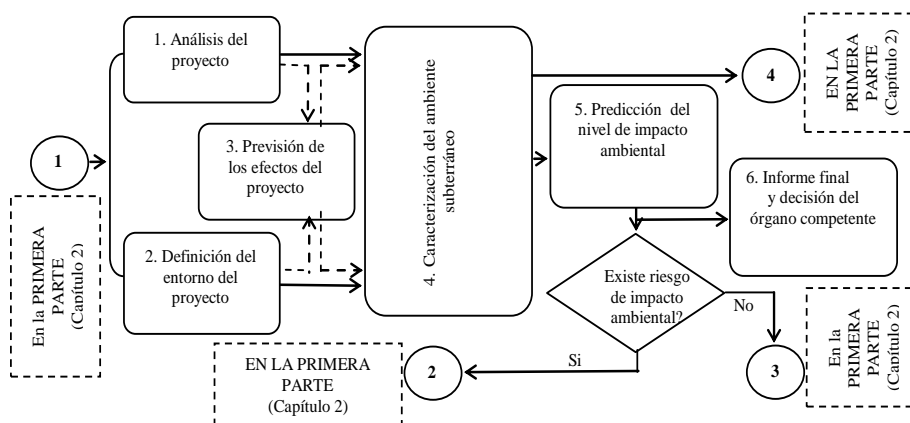 1. Análisis del
proyecto
EN LA
PRIMERA
PARTE
(Capítulo 2)
4
5. Predicción del
nivel de impacto
ambiental
3. Previsión de
los efectos del
proyecto
4. Caracterización del ambiente
subterráneo
1
6. Informe final
y decisión del
órgano competente
En la PRIMERA
PARTE
(Capítulo 2)
2. Definición del
entorno del
proyecto
Existe riesgo
de impacto
ambiental?
No
Si
EN LA PRIMERA
PARTE
(Capítulo 2)
2
3
En la
PRIMERA
PARTE
(Capítulo 2)